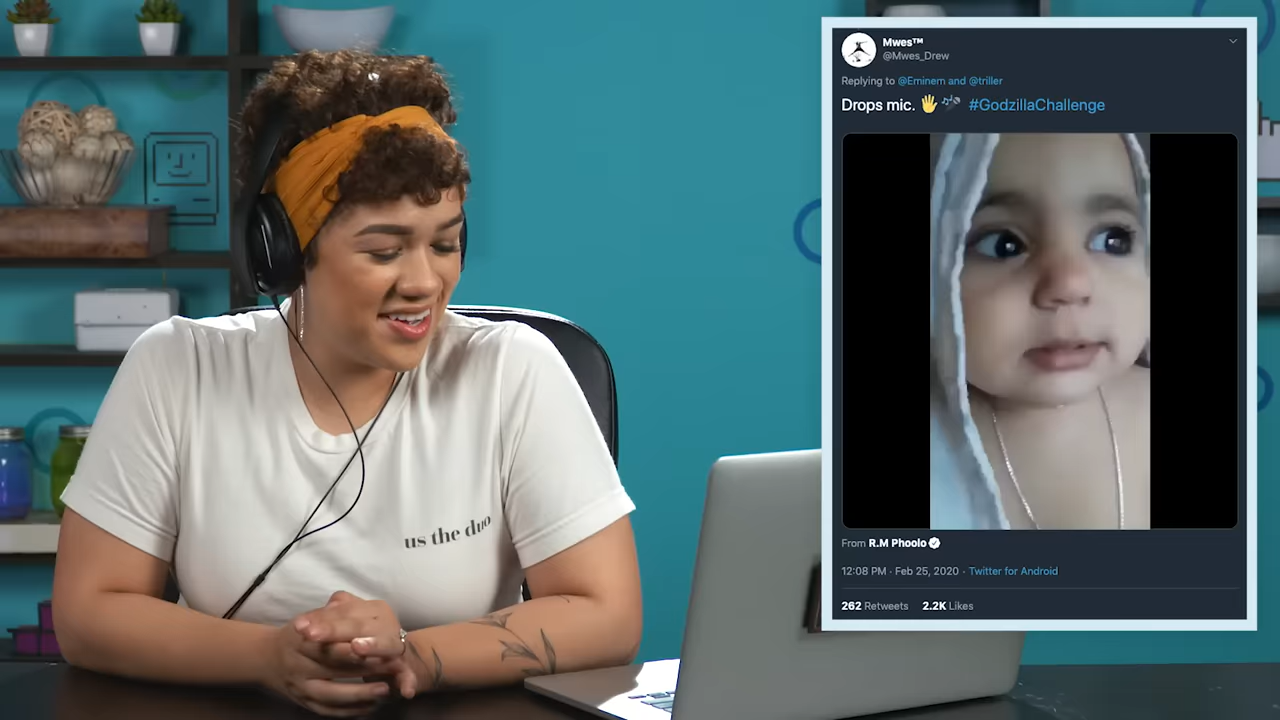 Mwes™
@Mwes_Drew
Replying to @Eminem and @triller
Drops mic. 🖐️🎤 #GodzillaChallenge
us the duo
From R.M Phoolo
12:08 PM · Feb 25, 2020 · Twitter for Android
262 Retweets 2.2K Likes